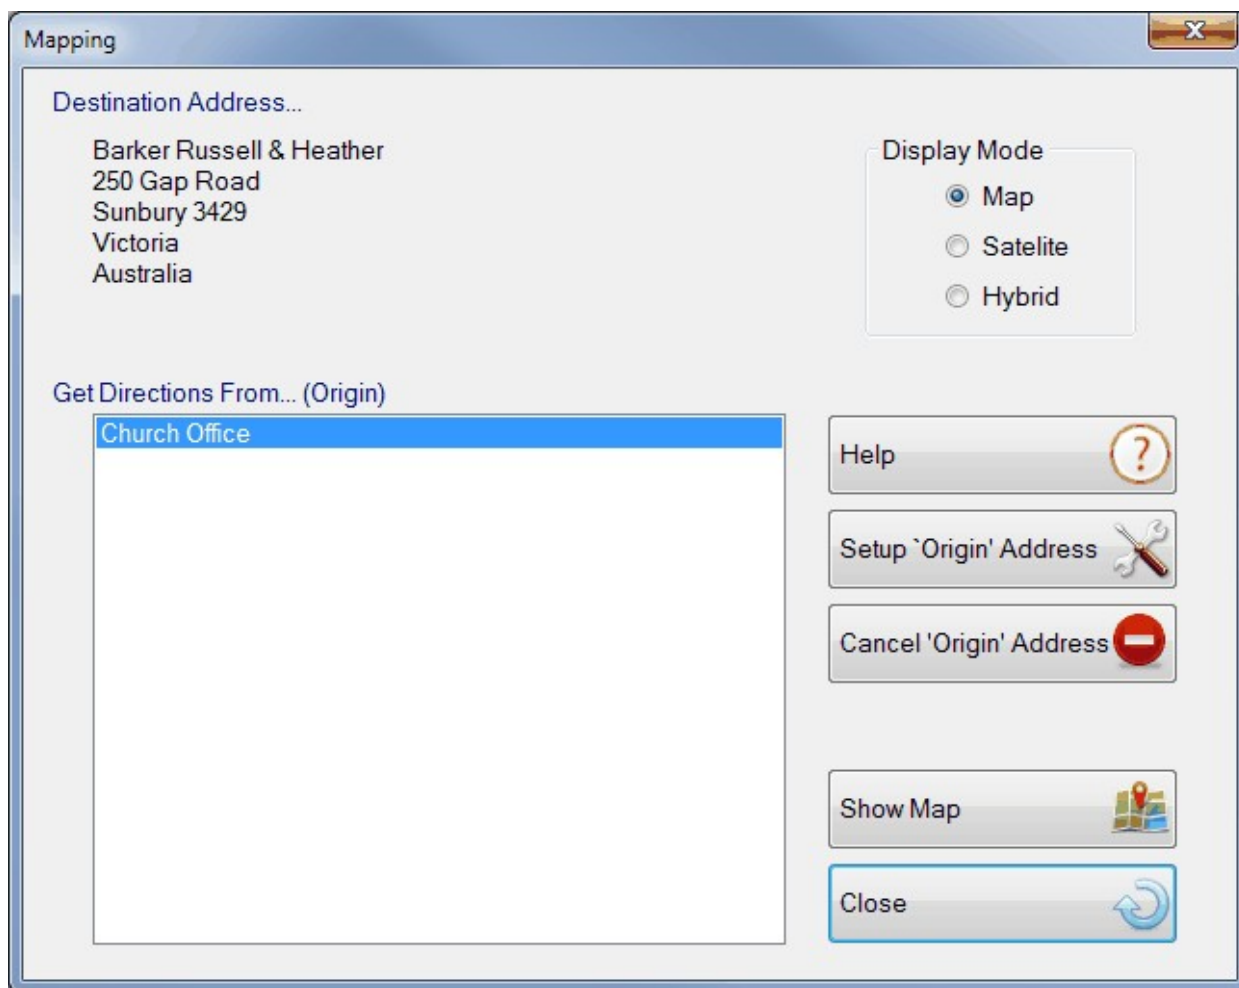 Mapping
Destination Address...
Barker Russell & Heather
250 Gap Road
Sunbury 3429
Victoria
Australia
Display Mode
Map
Satelite
Hybrid
Get Directions From... (Origin)
Church Office
Help
Setup `Origin' Address
Cancel 'Origin' Address
Show Map
Close